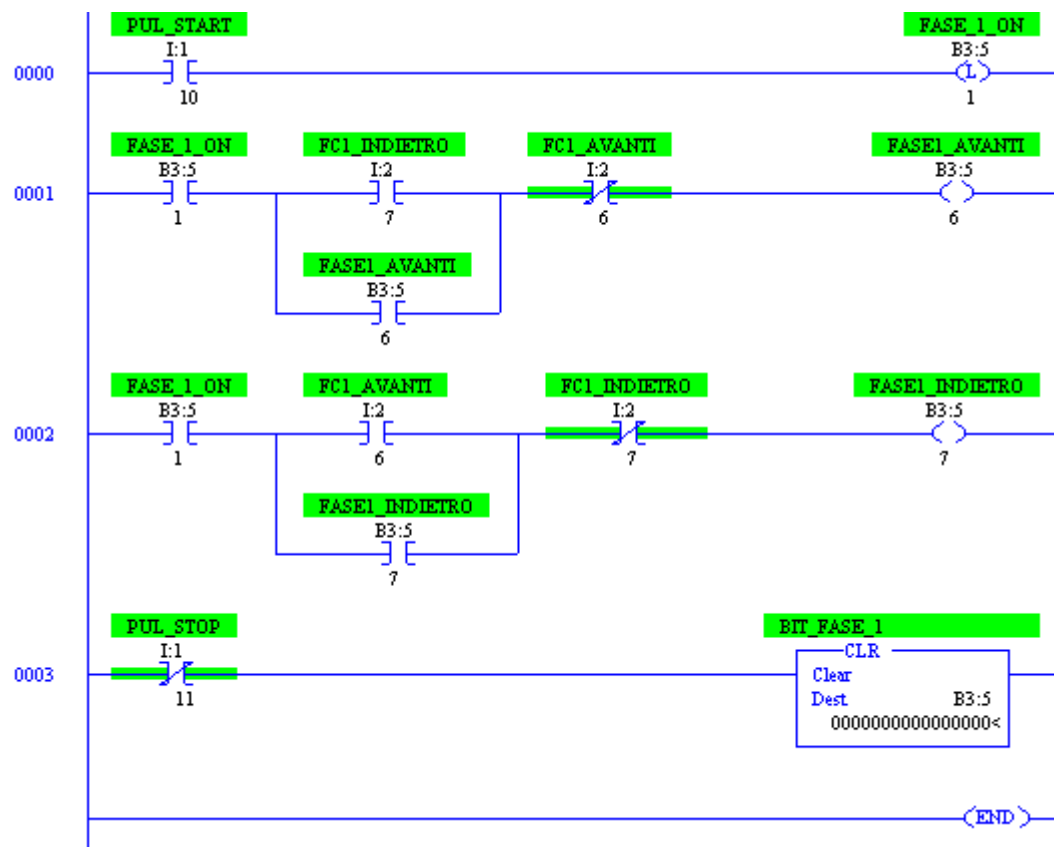 PUL_START FASE_1_ON
I:1 B3:5
0000 L
10 1
FASE_1_ON FC1_INDIETRO FC1_AVANTI FASE1_AVANTI
B3:5 I:2 I:2 B3:5
0001
1 7 6 6
FASE1_AVANTI
B3:5
6
FASE_1_ON FC1_AVANTI FC1_INDIETRO FASE1_INDIETRO
B3:5 I:2 I:2 B3:5
0002
1 6 7 7
FASE1_INDIETRO
B3:5
7
PUL_STOP BIT_FASE_1
I:1 CLR
0003 Clear
11 Dest B3:5
0000000000000000<
END